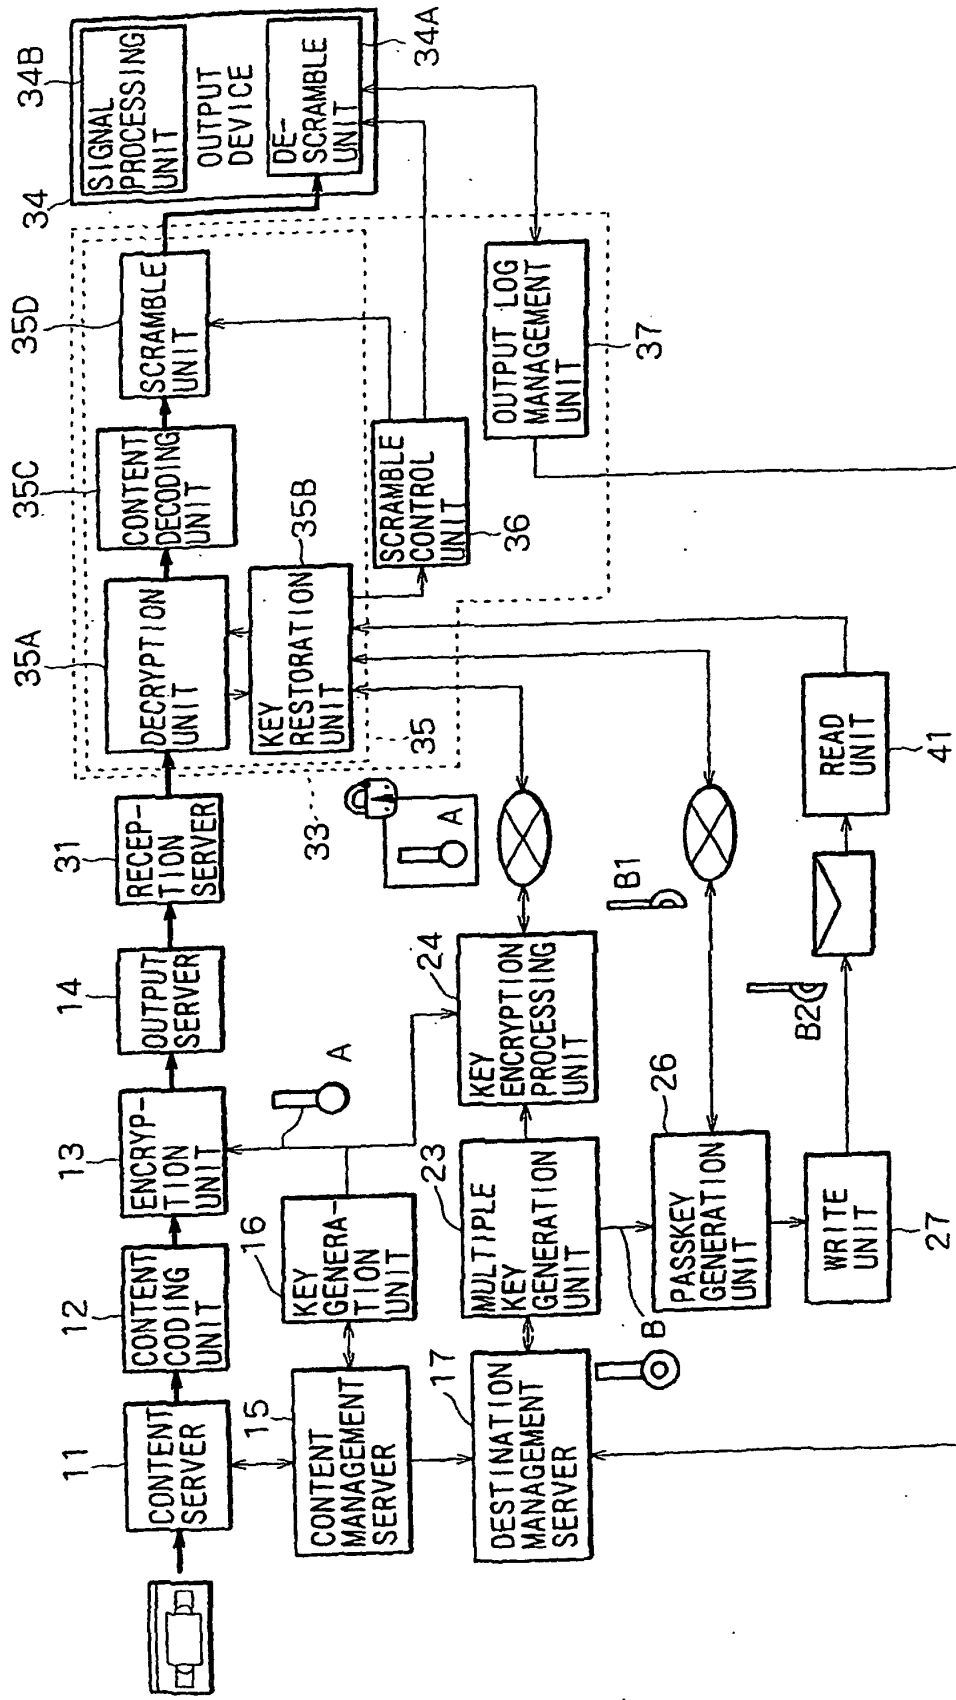 11
CONTENT
SERVER
12
CONTENT
CODING
UNIT
13
ENCRYP-
TION
UNIT
14
OUTPUT
SERVER
31
RECEP-
TION
SERVER
35A
DECRYPTION
UNIT
35C
CONTENT
DECODING
UNIT
35D
SCRAMBLE
UNIT
34
34B
SIGNAL
PROCESSING
UNIT
OUTPUT
DEVICE
DE-
SCRAMBLE
UNIT
34A
KEY
RESTORATION
UNIT
35B
35
33
SCRAMBLE
CONTROL
UNIT
36
OUTPUT LOG
MANAGEMENT
UNIT
37
15
CONTENT
MANAGEMENT
SERVER
16
KEY
GENERA-
TION
UNIT
A
A
17
DESTINATION
MANAGEMENT
SERVER
23
MULTIPLE
KEY
GENERATION
UNIT
24
KEY
ENCRYPTION
PROCESSING
UNIT
B
26
PASSKEY
GENERATION
UNIT
B1
WRITE
UNIT
27
B2
READ
UNIT
41